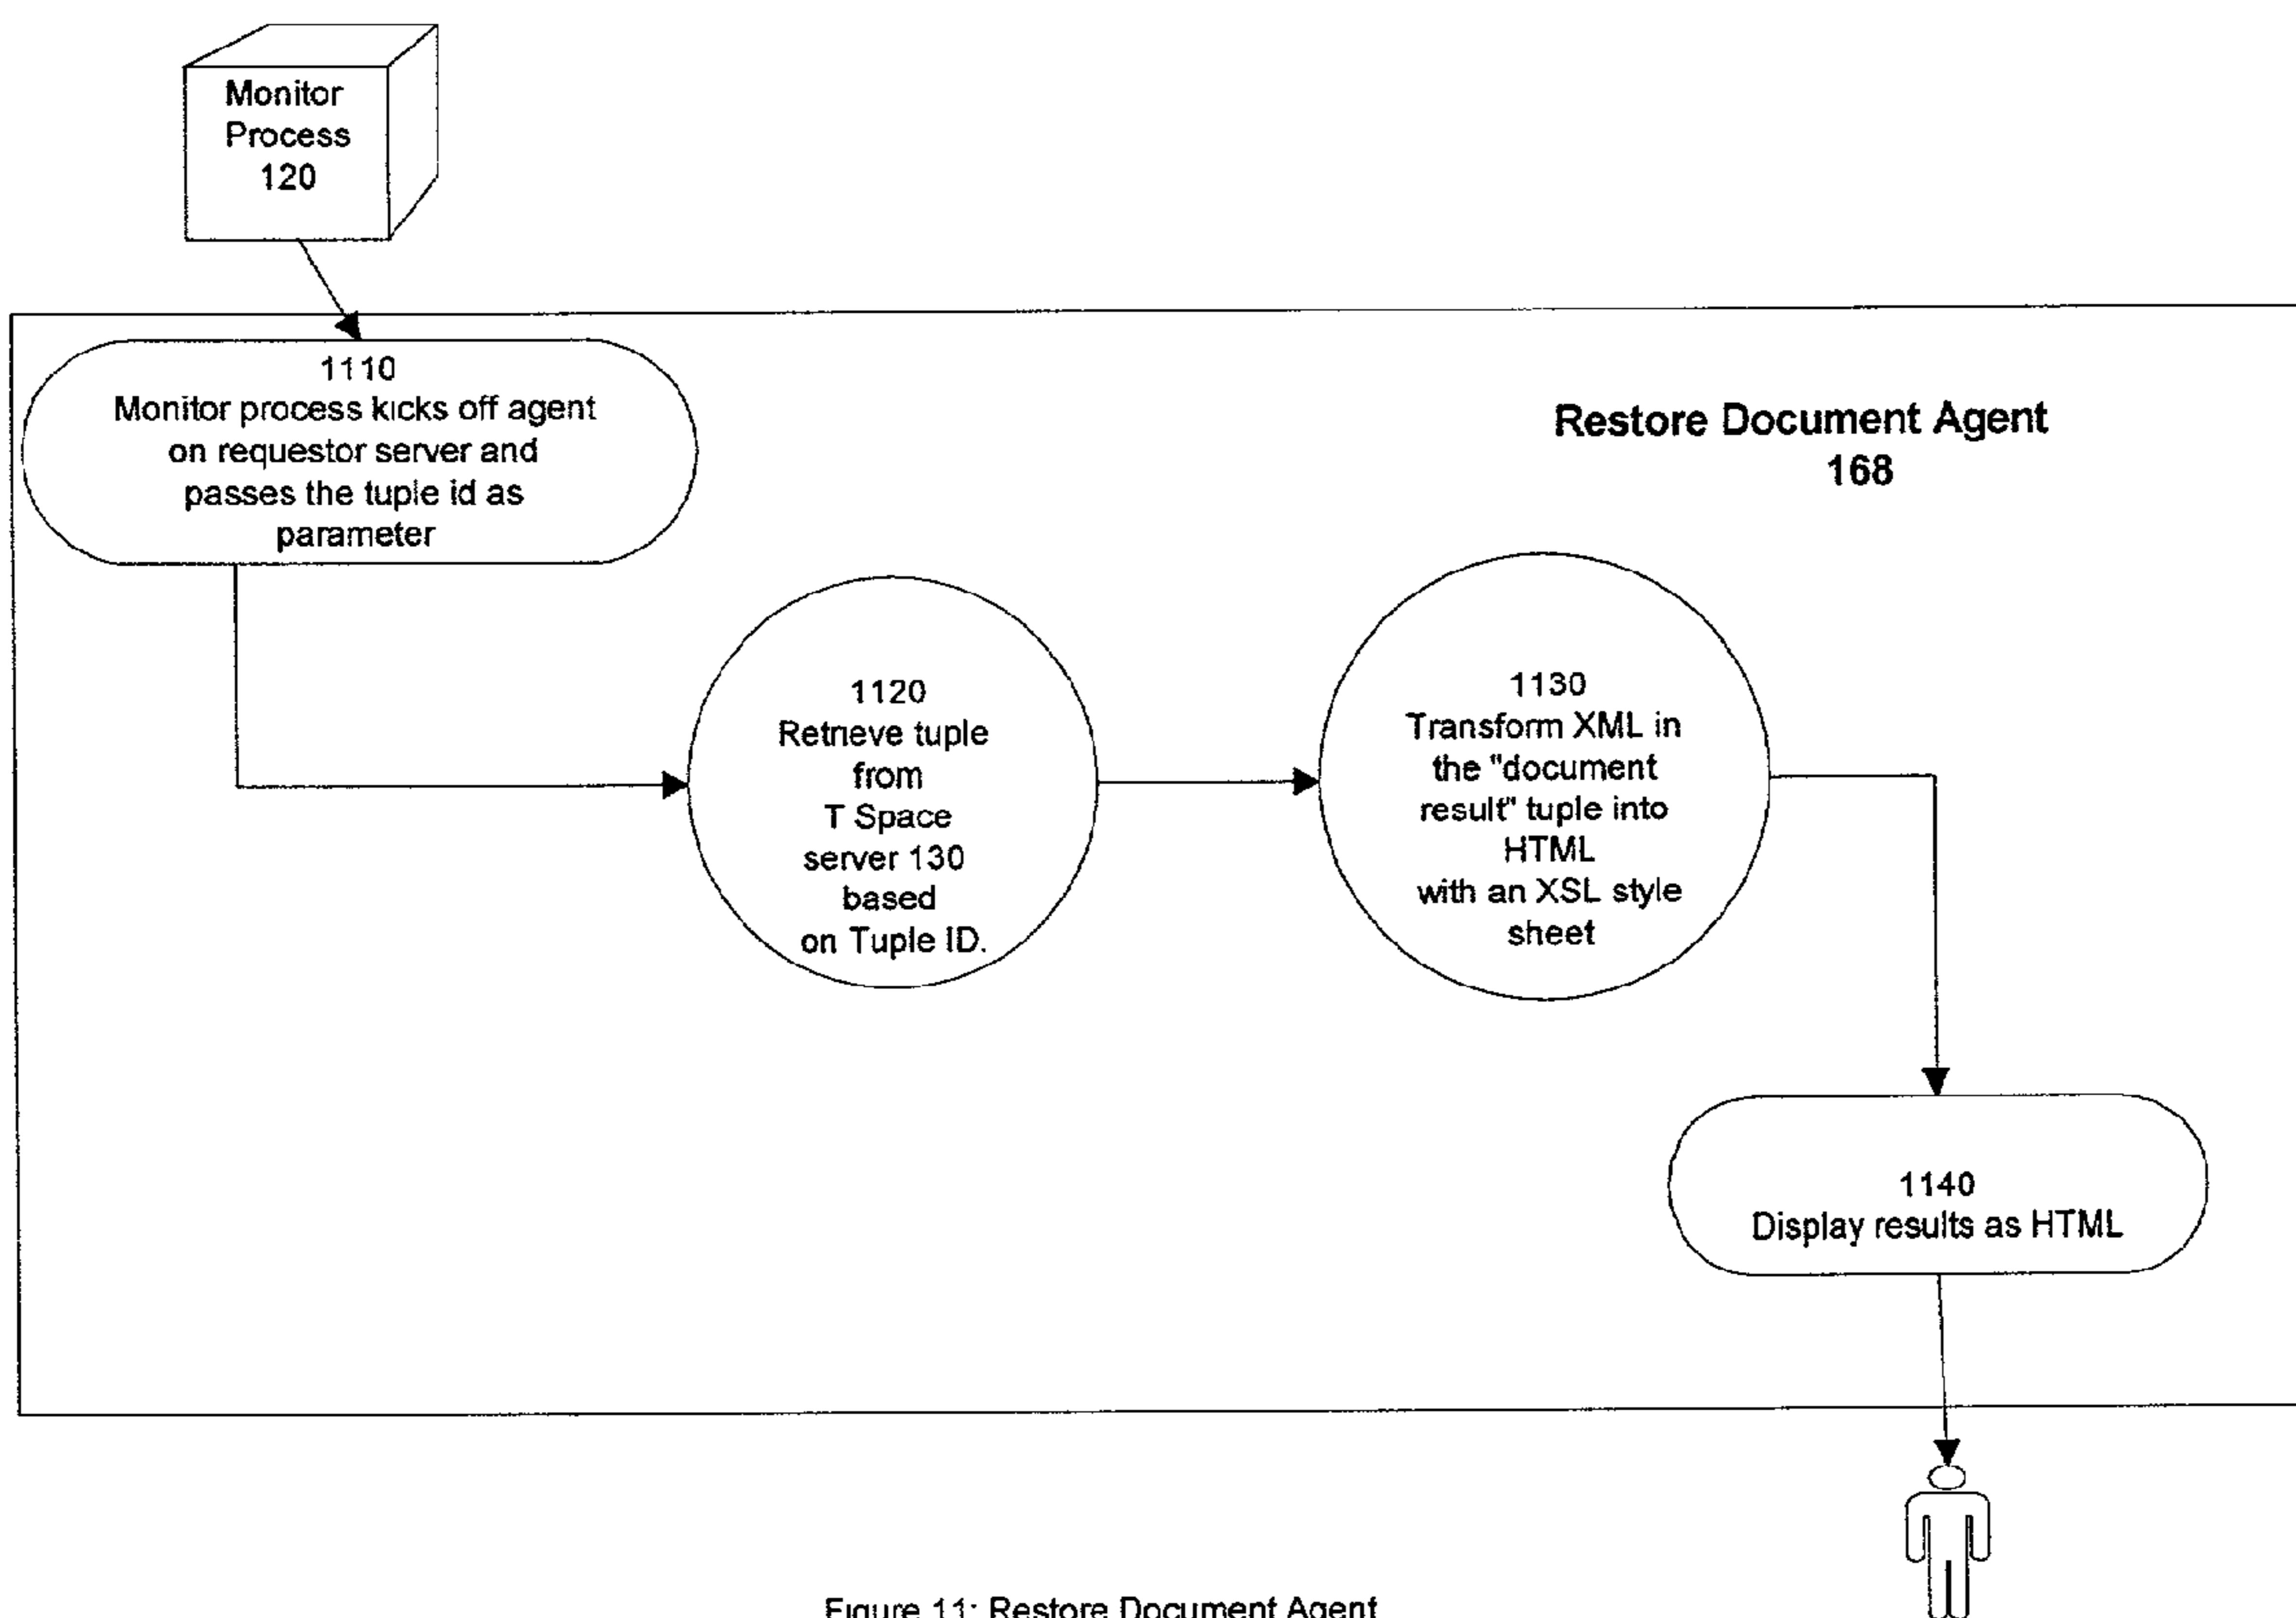 Monitor
Process
120
1110
Monitor process kicks off agent
on requestor server and
passes the tuple id as
parameter
Restore Document Agent
168
1120
Retrieve tuple
from
T Space
server 130
based
on Tuple ID.
1130
Transform XML in
the "document
result" tuple into
HTML
with an XSL style
sheet
1140
Display results as HTML
Figure 11: Restore Document Agent